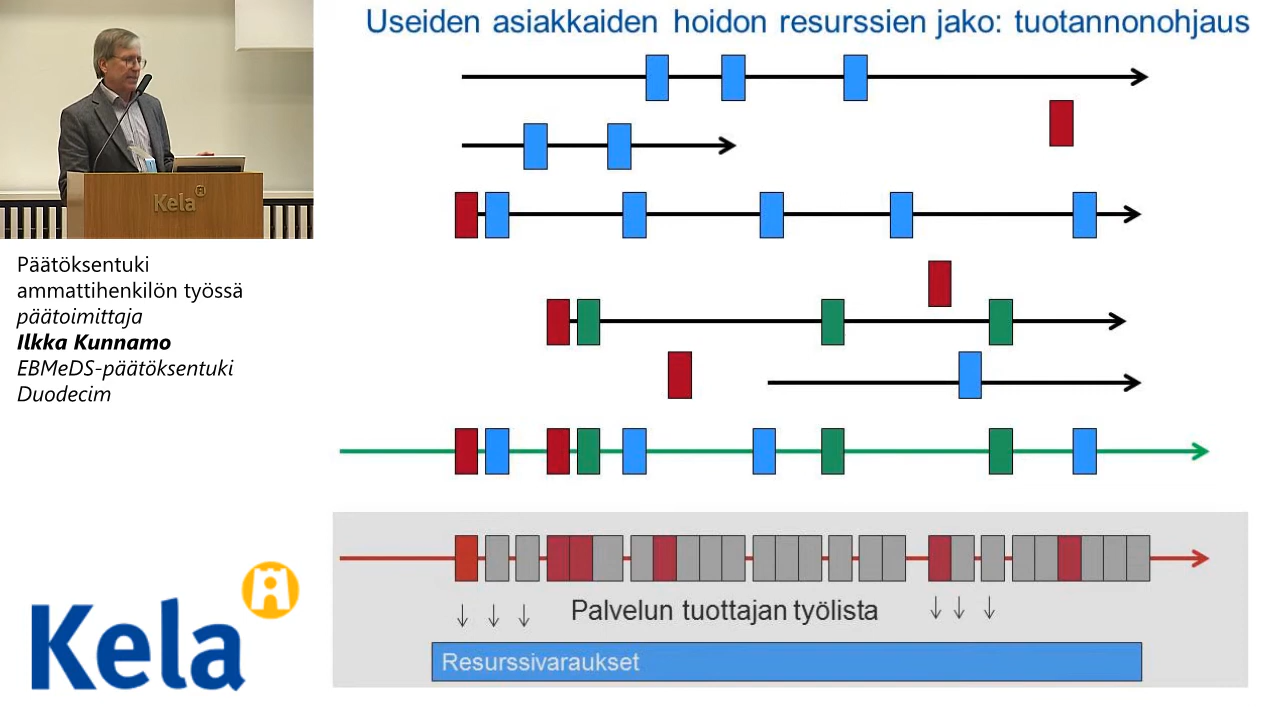 Useiden asiakkaiden hoidon resurssien jako: tuotannonohjaus
Kela
Päätöksentuki
ammattihenkilön työssä
päätoimittaja
Ilkka Kunnamo
EBMeDS-päätöksentuki
Duodecim
Palvelun tuottajan työlista
Resurssivaraukset
Kela